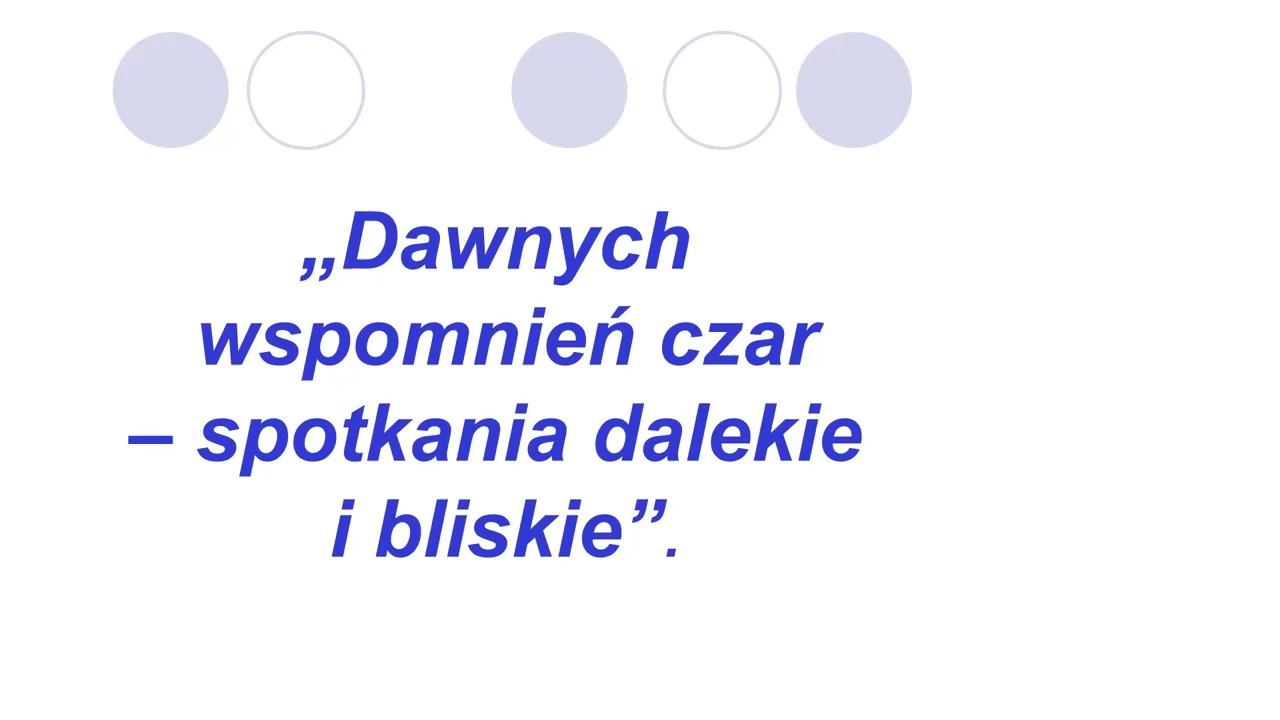 „Dawnych
wspomnień czar
– spotkania dalekie
i bliskie”.